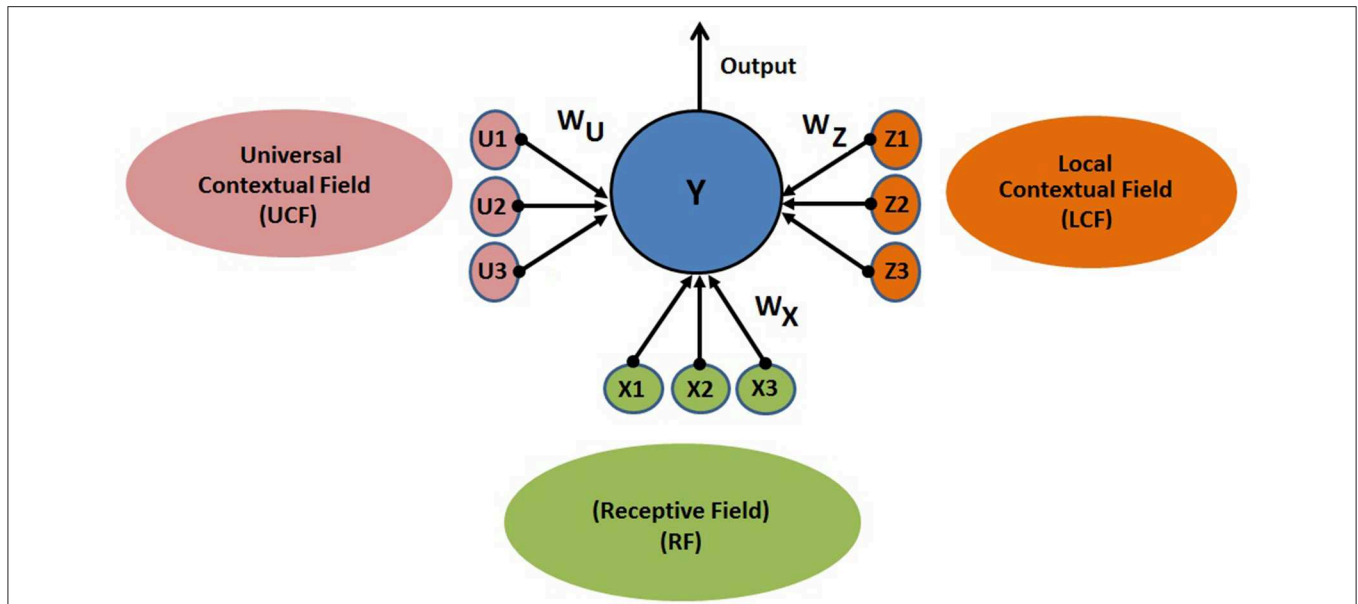 Output
W_U
W_Z
U1
U2
U3
Y
Z1
Z2
Z3
Universal
Contextual Field
(UCF)
Local
Contextual Field
(LCF)
W_X
X1
X2
X3
(Receptive Field)
(RF)